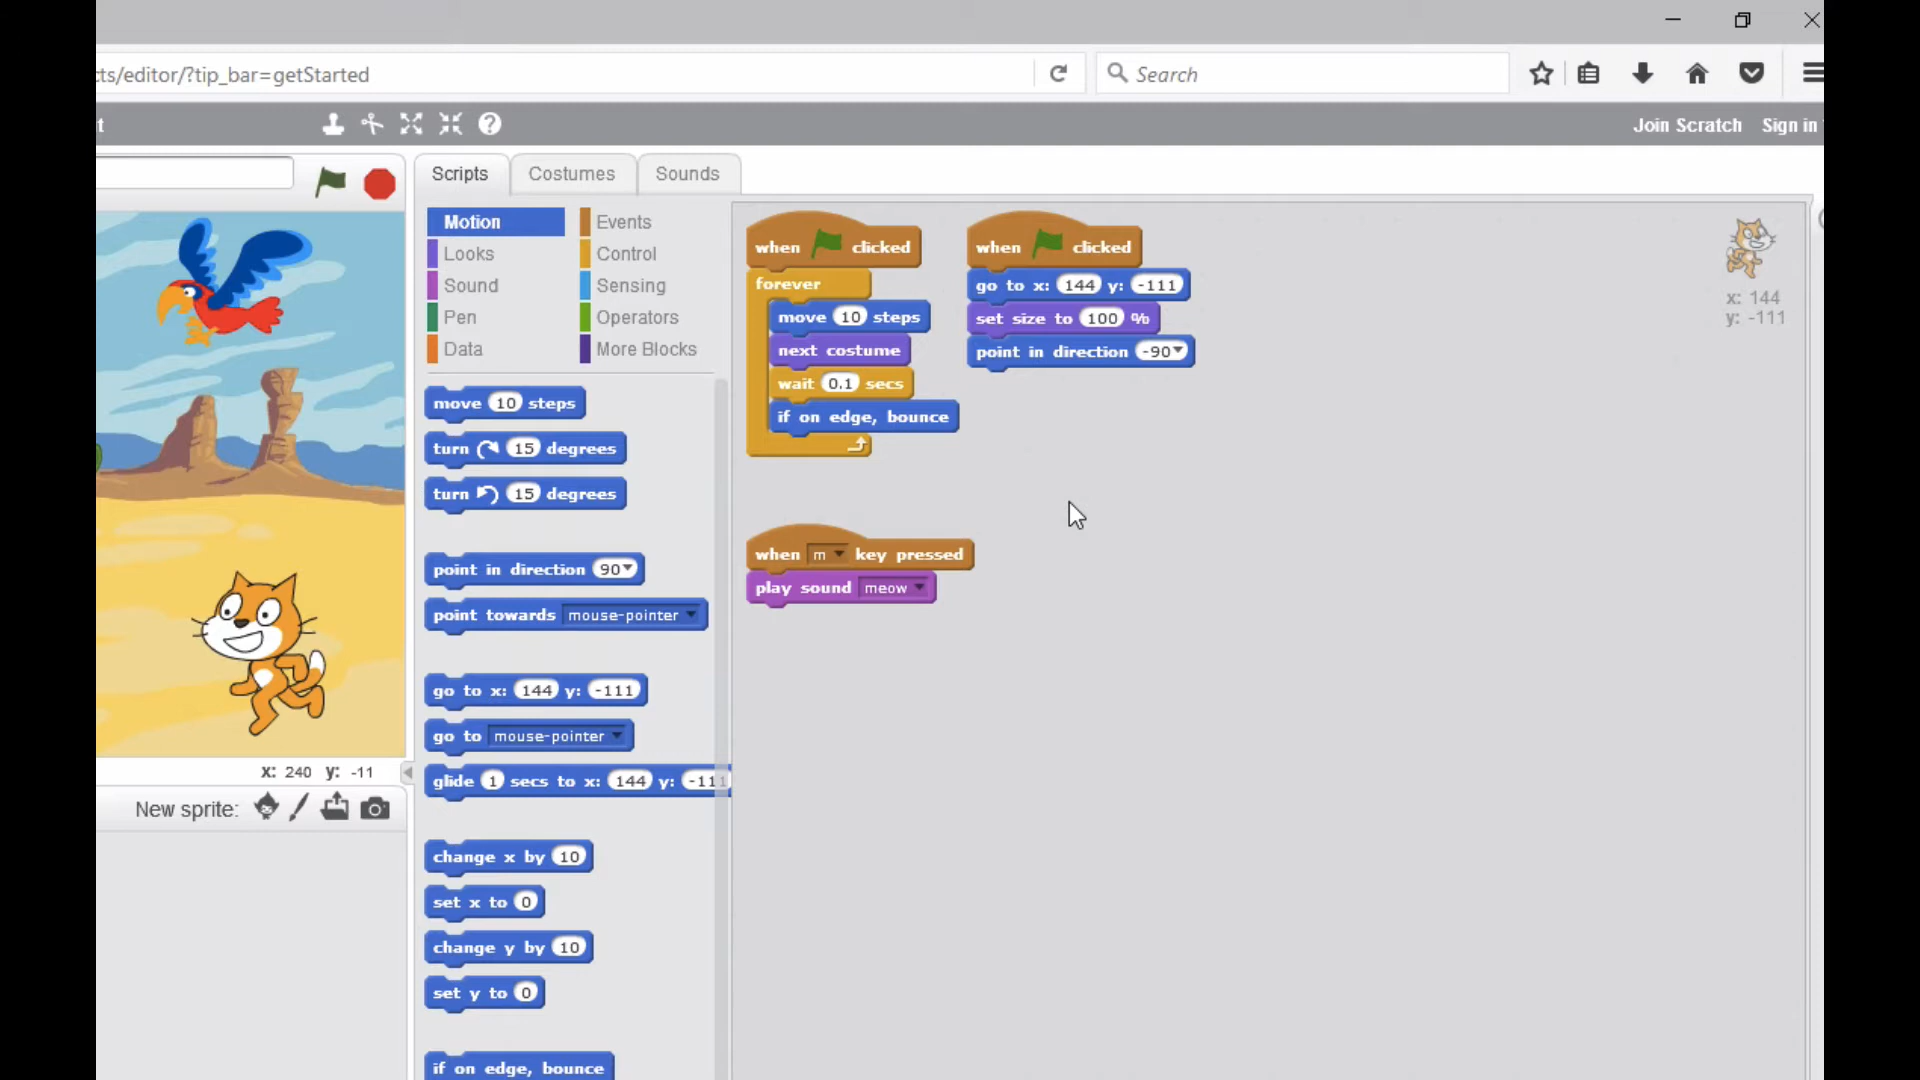 cts/editor/?tip_bar=getStarted
Search
t
Join Scratch
Sign in
Scripts
Costumes
Sounds
Motion
Looks
Sound
Pen
Data
Events
Control
Sensing
Operators
More Blocks
move 10 steps
turn 15 degrees
turn 15 degrees
point in direction 90
point towards mouse-pointer
go to x: 144 y: -111
go to mouse-pointer
glide 1 secs to x: 144 y: -111
change x by 10
set x to 0
change y by 10
set y to 0
if on edge, bounce
when clicked
forever
move 10 steps
next costume
wait 0.1 secs
if on edge, bounce
when clicked
go to x: 144 y: -111
set size to 100 %
point in direction -90
when m key pressed
play sound meow
x: 144
y: -111
x: 240 y: -11
New sprite: